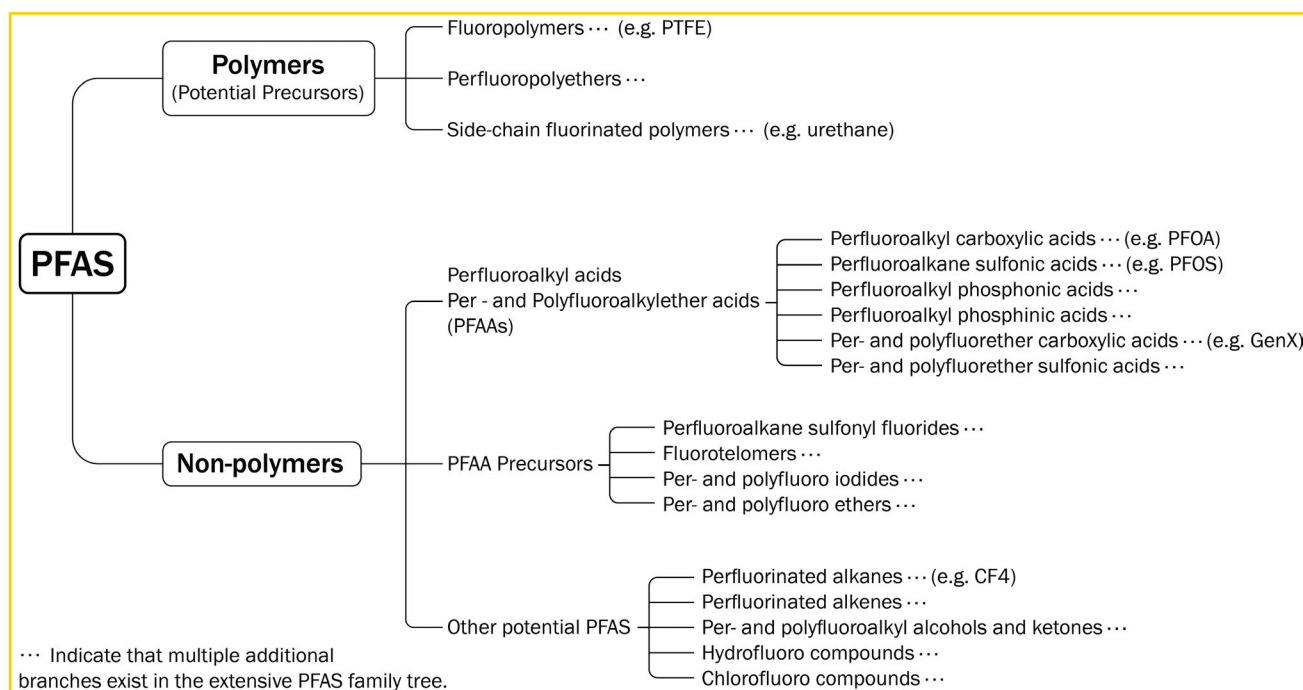 PFAS
Polymers
(Potential Precursors)
Fluoropolymers ··· (e.g. PTFE)
Perfluoropolyethers ···
Side-chain fluorinated polymers ··· (e.g. urethane)
Non-polymers
Perfluoroalkyl acids
Per - and Polyfluoroalkylether acids
(PFAAs)
Perfluoroalkyl carboxylic acids ··· (e.g. PFOA)
Perfluoroalkane sulfonic acids ··· (e.g. PFOS)
Perfluoroalkyl phosphonic acids ···
Perfluoroalkyl phosphinic acids ···
Per- and polyfluorether carboxylic acids ··· (e.g. GenX)
Per- and polyfluorether sulfonic acids ···
PFAA Precursors
Perfluoroalkane sulfonyl fluorides ···
Fluorotelomers ···
Per- and polyfluoro iodides ···
Per- and polyfluoro ethers ···
Other potential PFAS
Perfluorinated alkanes ··· (e.g. CF4)
Perfluorinated alkenes ···
Per- and polyfluoroalkyl alcohols and ketones ···
Hydrofluoro compounds ···
Chlorofluoro compounds ···
··· Indicate that multiple additional
branches exist in the extensive PFAS family tree.